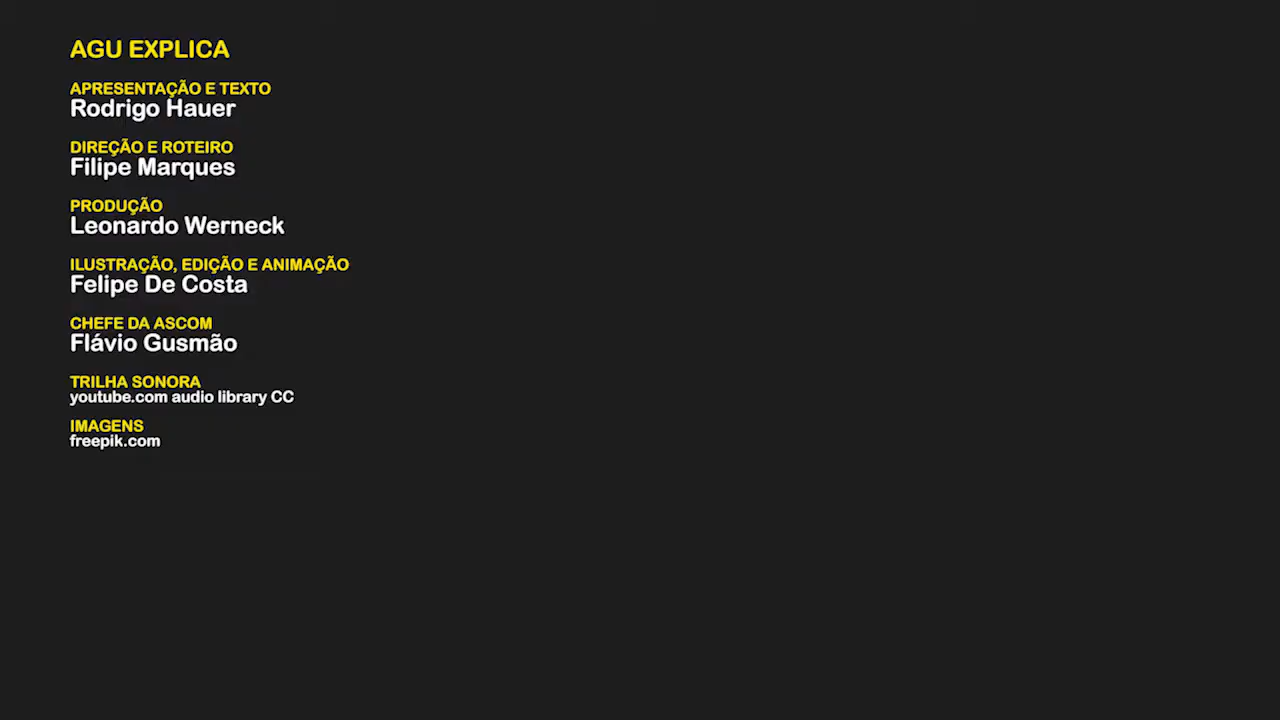 AGU EXPLICA
APRESENTAÇÃO E TEXTO
Rodrigo Hauer
DIREÇÃO E ROTEIRO
Filipe Marques
PRODUÇÃO
Leonardo Werneck
ILUSTRAÇÃO, EDIÇÃO E ANIMAÇÃO
Felipe De Costa
CHEFE DA ASCOM
Flávio Gusmão
TRILHA SONORA
youtube.com audio library CC
IMAGENS
freepik.com